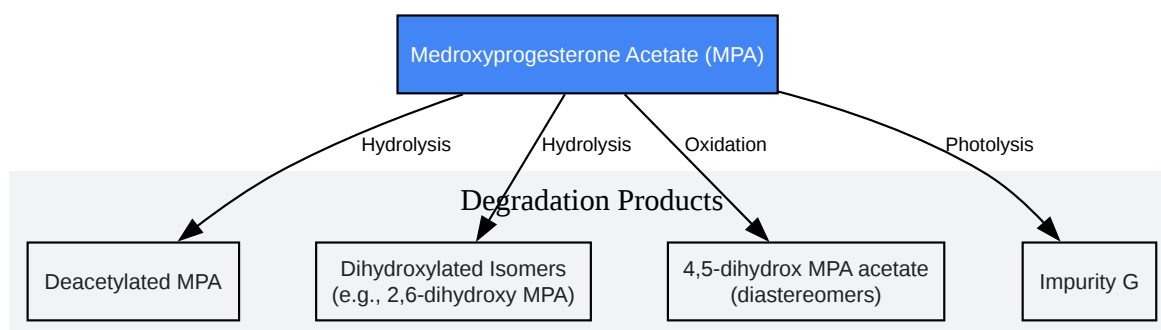 Medroxyprogesterone Acetate (MPA)
Hydrolysis
Hydrolysis
Oxidation
Photolysis
Degradation Products
Deacetylated MPA
Dihydroxylated Isomers
(e.g., 2,6-dihydroxy MPA)
4,5-dihydrox MPA acetate
(diastereomers)
Impurity G